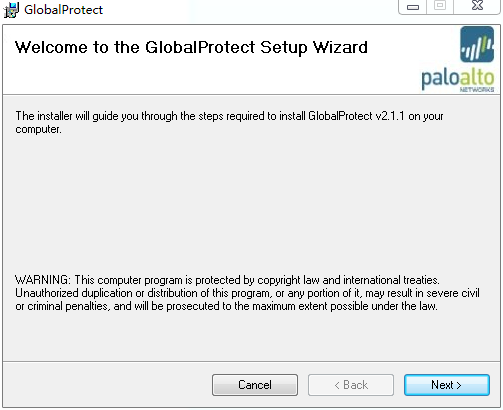 GlobalProtect
Welcome to the GlobalProtect Setup Wizard
paloalto
NETWORKS
The installer will guide you through the steps required to install GlobalProtect v2.1.1 on your
computer.
WARNING: This computer program is protected by copyright law and international treaties.
Unauthorized duplication or distribution of this program, or any portion of it, may result in severe civil
or criminal penalties, and will be prosecuted to the maximum extent possible under the law.
Cancel
< Back
Next >